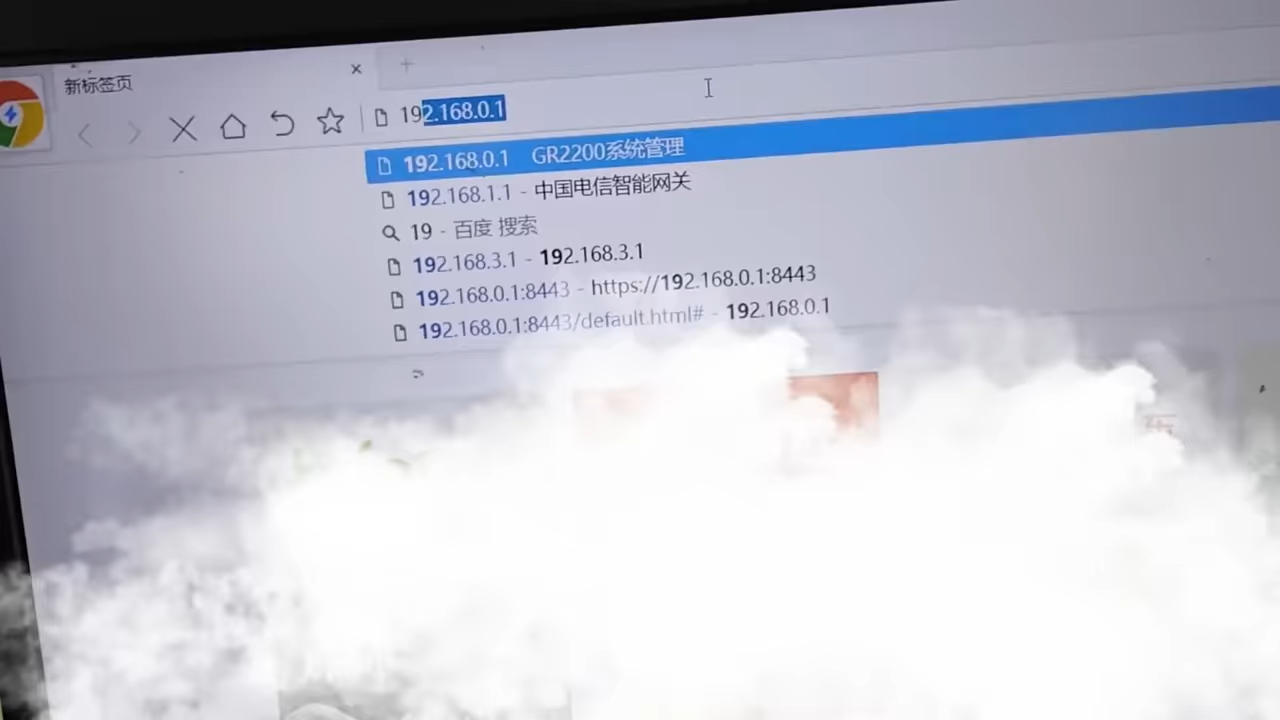 新标签页
192.168.0.1
192.168.0.1 GR2200系统管理
192.168.1.1 - 中国电信智能网关
19 - 百度 搜索
192.168.3.1 - 192.168.3.1
192.168.0.1:8443 - https://192.168.0.1:8443
192.168.0.1:8443/default.html# - 192.168.0.1